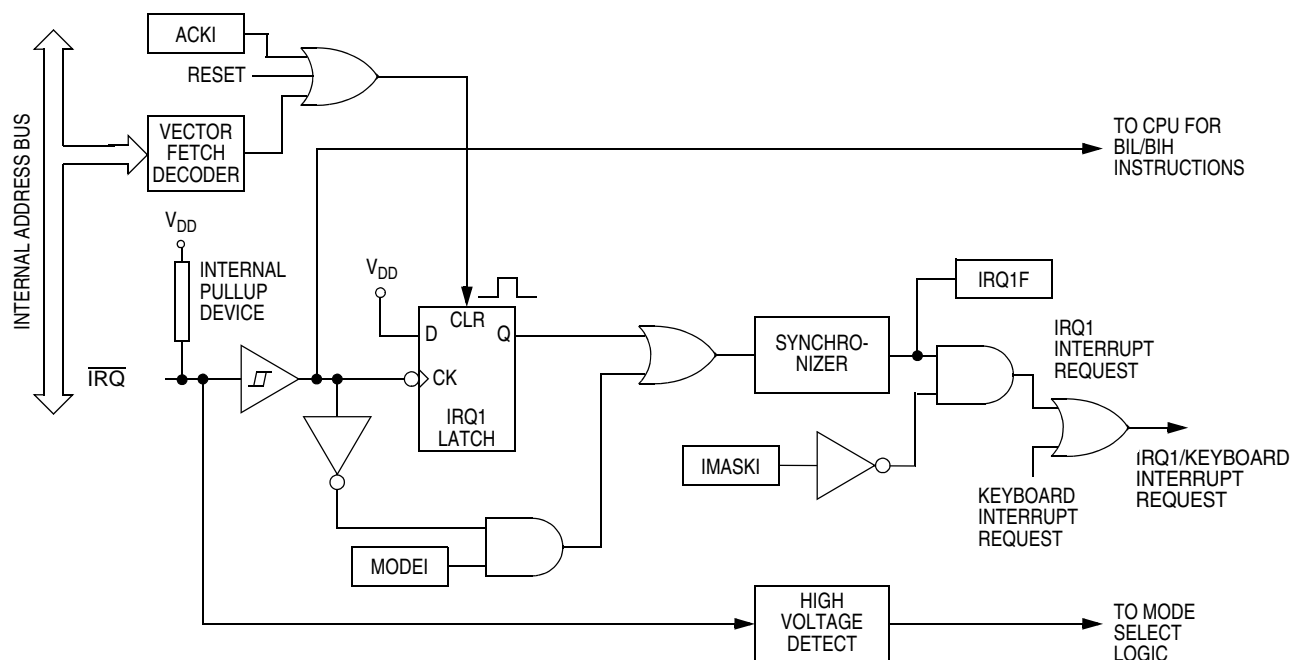 INTERNAL ADDRESS BUS
ACKI
RESET
VECTOR
FETCH
DECODER
TO CPU FOR
BIL/BIH
INSTRUCTIONS
VDD
INTERNAL
PULLUP
DEVICE
VDD
D
CLR
Q
CK
IRQ1
LATCH
IRQ
SYNCHRO-
NIZER
IRQ1F
IRQ1
INTERRUPT
REQUEST
IMASKI
KEYBOARD
INTERRUPT
REQUEST
IRQ1/KEYBOARD
INTERRUPT
REQUEST
MODEI
HIGH
VOLTAGE
DETECT
TO MODE
SELECT
LOGIC